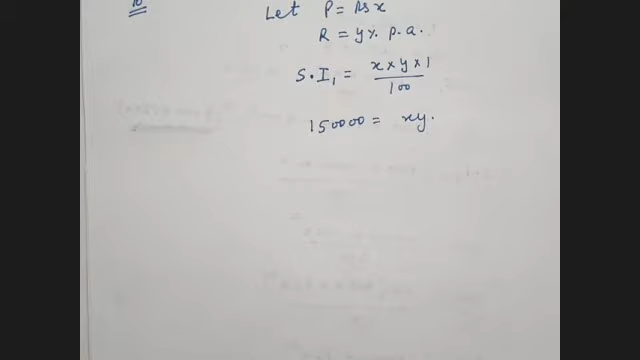 10
Let P = Rs x
R = y% p.a.
S.I₁ = x × y × 1
100
150000 = xy.